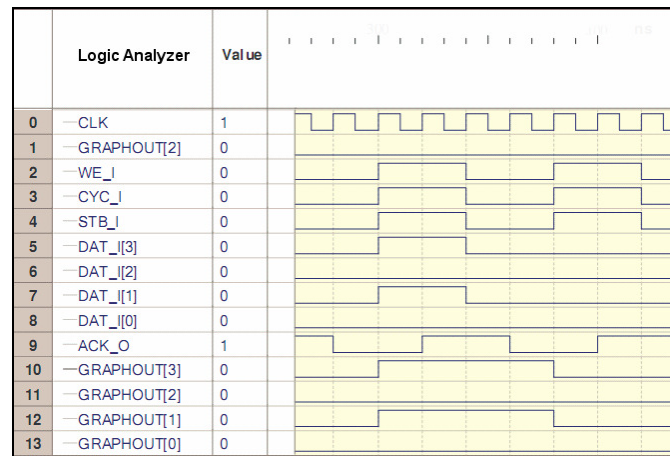 Logic Analyzer Value 300 ns
0 CLK 1
1 GRAPHOUT[2] 0
2 WE_I 0
3 CYC_I 0
4 STB_I 0
5 DAT_I[3] 0
6 DAT_I[2] 0
7 DAT_I[1] 0
8 DAT_I[0] 0
9 ACK_O 1
10 GRAPHOUT[3] 0
11 GRAPHOUT[2] 0
12 GRAPHOUT[1] 0
13 GRAPHOUT[0] 0